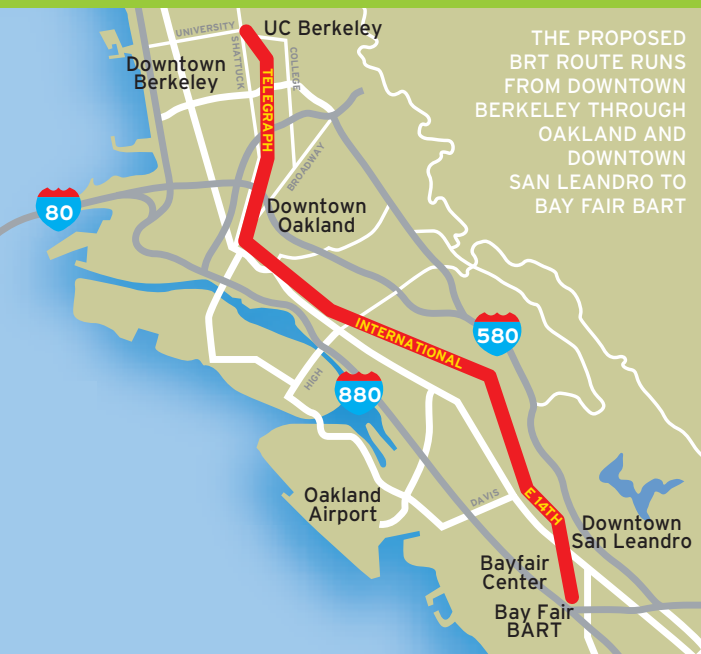 UC Berkeley
UNIVERSITY
THE PROPOSED
BRT ROUTE RUNS
FROM DOWNTOWN
BERKELEY THROUGH
OAKLAND AND
DOWNTOWN
SAN LEANDRO TO
BAY FAIR BART
SHATTUCK
COLLEGE
Downtown
Berkeley
TELEGRAPH
BROADWAY
80
Downtown
Oakland
INTERNATIONAL
580
HIGH
880
Oakland
Airport
DAVIS
E 14TH
Downtown
San Leandro
Bayfair
Center
Bay Fair
BART